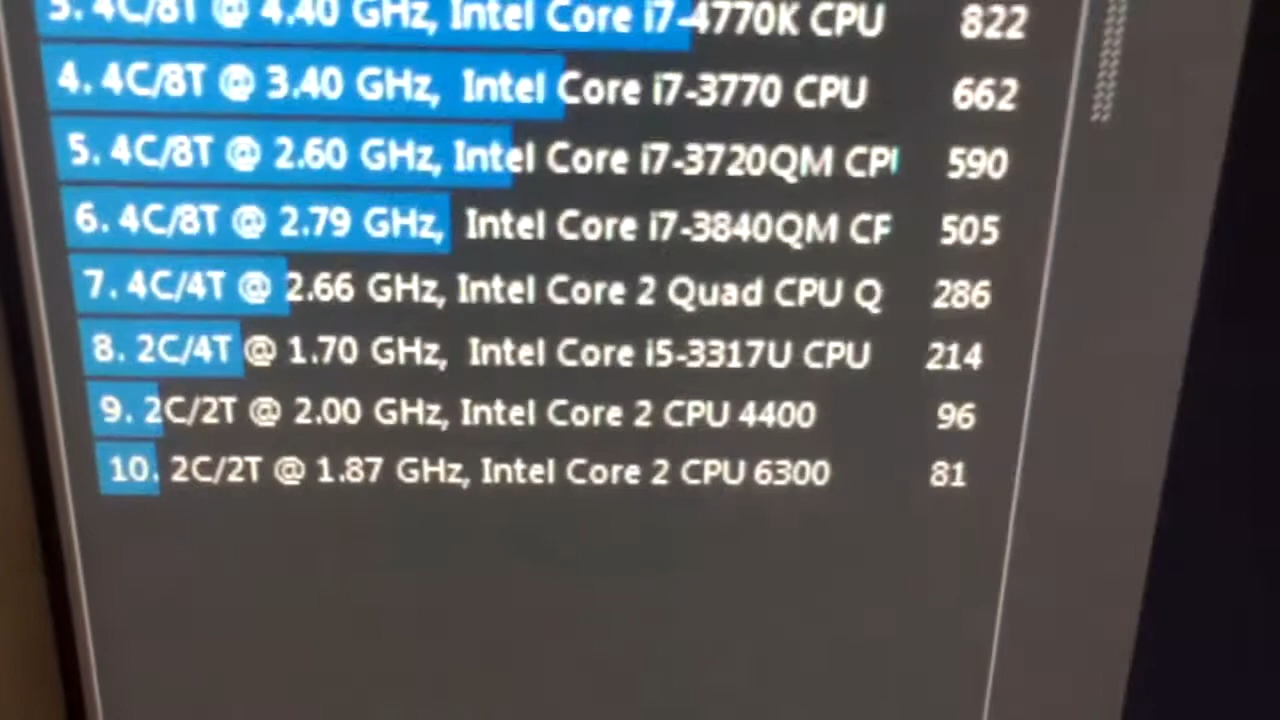 3. 4C/8T @ 4.40 GHz, Intel Core i7-4770K CPU 822
4. 4C/8T @ 3.40 GHz, Intel Core i7-3770 CPU 662
5. 4C/8T @ 2.60 GHz, Intel Core i7-3720QM CPU 590
6. 4C/8T @ 2.79 GHz, Intel Core i7-3840QM CP 505
7. 4C/4T @ 2.66 GHz, Intel Core 2 Quad CPU Q 286
8. 2C/4T @ 1.70 GHz, Intel Core i5-3317U CPU 214
9. 2C/2T @ 2.00 GHz, Intel Core 2 CPU 4400 96
10. 2C/2T @ 1.87 GHz, Intel Core 2 CPU 6300 81